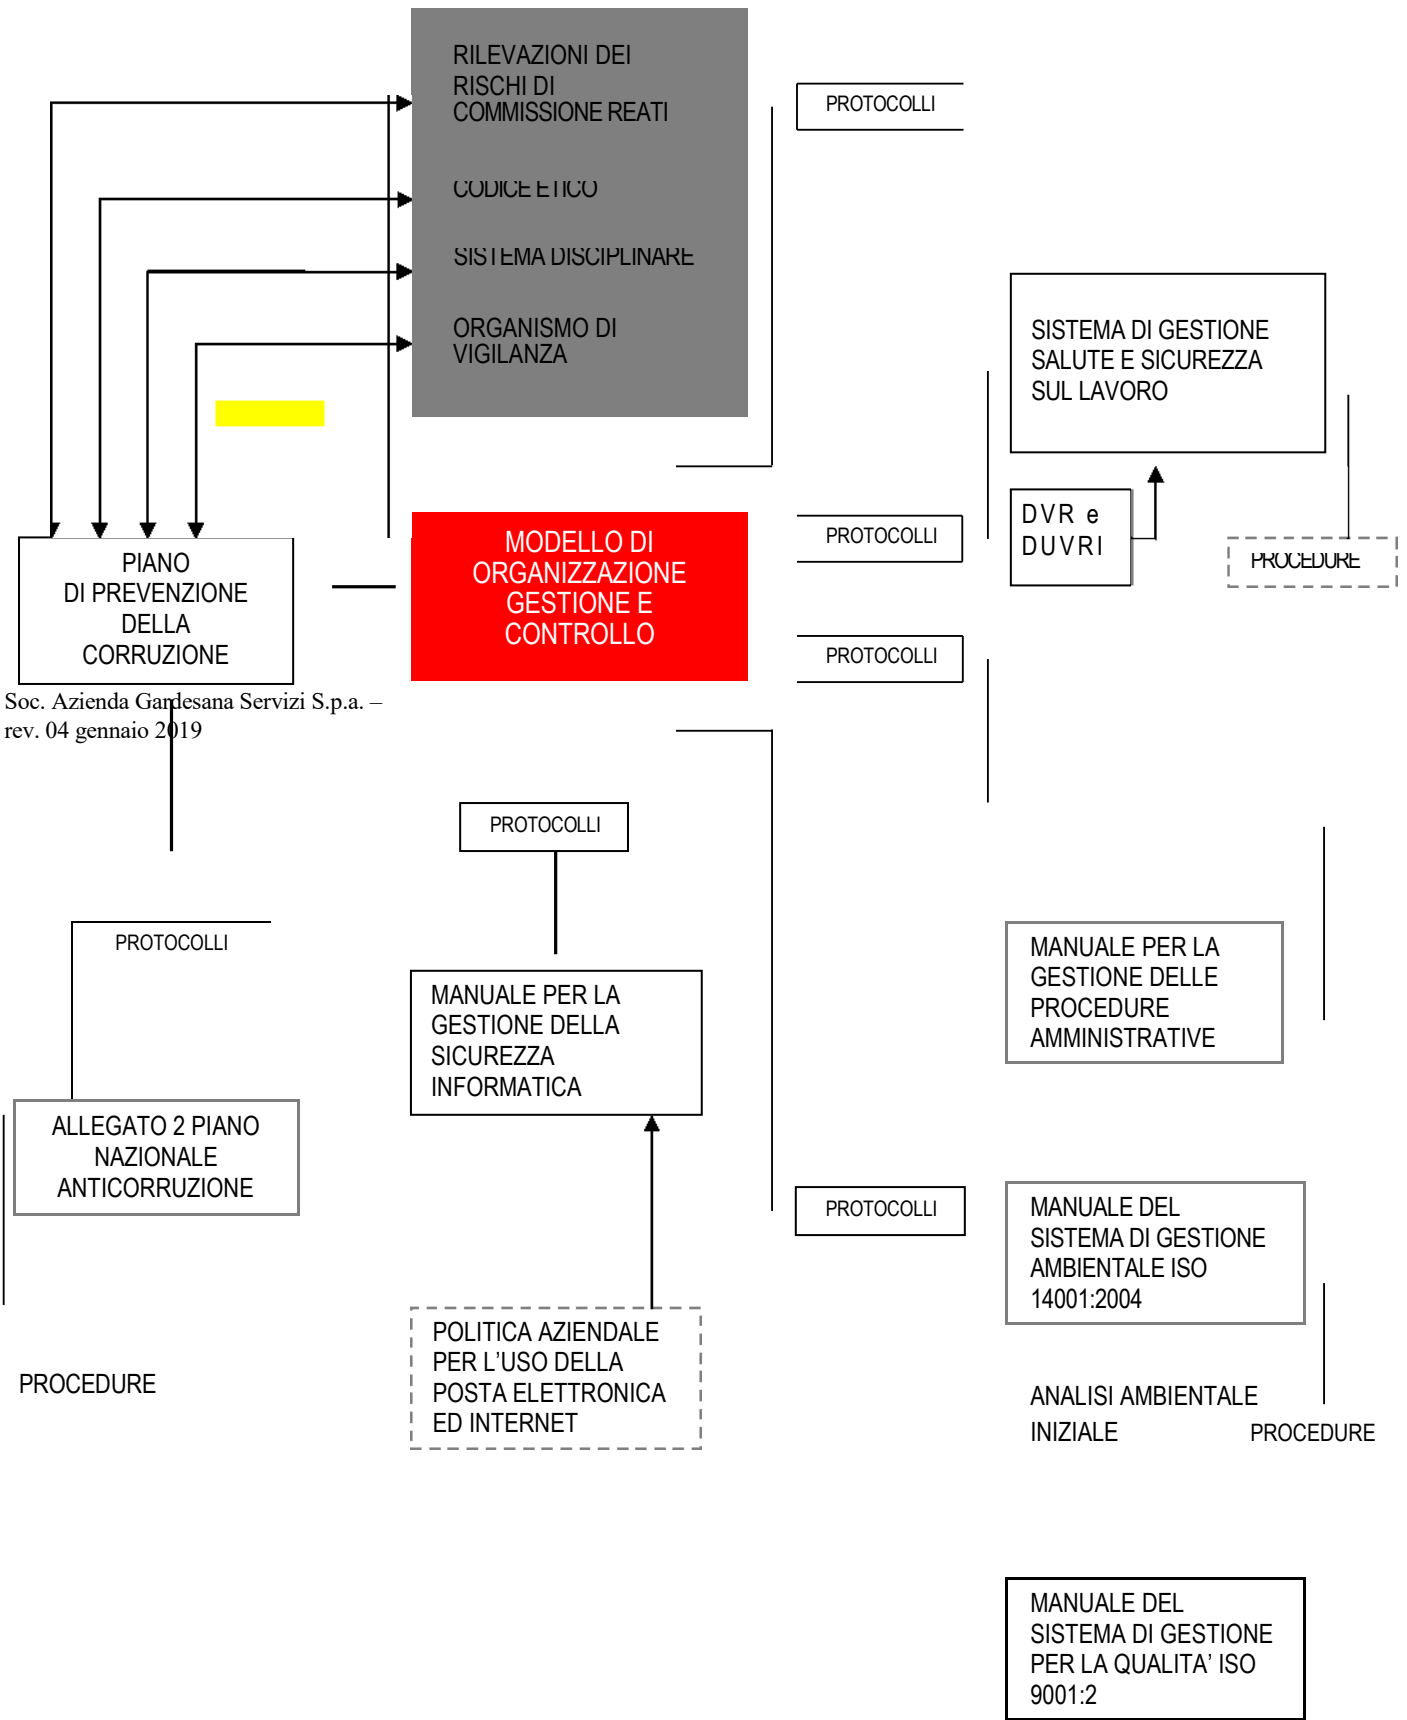 RILEVAZIONI DEI
RISCHI DI
COMMISSIONE REATI
PROTOCOLLI
CODICE ETICO
SISTEMA DISCIPLINARE
ORGANISMO DI
VIGILANZA
SISTEMA DI GESTIONE
SALUTE E SICUREZZA
SUL LAVORO
DVR e
DUVRI
PROCEDURE
PROTOCOLLI
MODELLO DI
ORGANIZZAZIONE
GESTIONE E
CONTROLLO
PIANO
DI PREVENZIONE
DELLA
CORRUZIONE
PROTOCOLLI
Soc. Azienda Gardesana Servizi S.p.a. –
rev. 04 gennaio 2019
PROTOCOLLI
PROTOCOLLI
MANUALE PER LA
GESTIONE DELLE
PROCEDURE
AMMINISTRATIVE
MANUALE PER LA
GESTIONE DELLA
SICUREZZA
INFORMATICA
ALLEGATO 2 PIANO
NAZIONALE
ANTICORRUZIONE
PROTOCOLLI
MANUALE DEL
SISTEMA DI GESTIONE
AMBIENTALE ISO
14001:2004
POLITICA AZIENDALE
PER L’USO DELLA
POSTA ELETTRONICA
ED INTERNET
PROCEDURE
ANALISI AMBIENTALE
INIZIALE
PROCEDURE
MANUALE DEL
SISTEMA DI GESTIONE
PER LA QUALITA’ ISO
9001:2